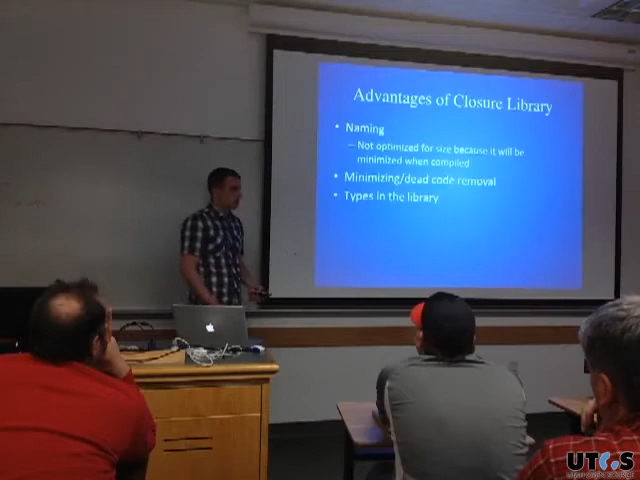 Advantages of Closure Library
• Naming
– Not optimized for size because it will be
minimized when compiled
• Minimizing/dead code removal
• Types in the library
UTOS